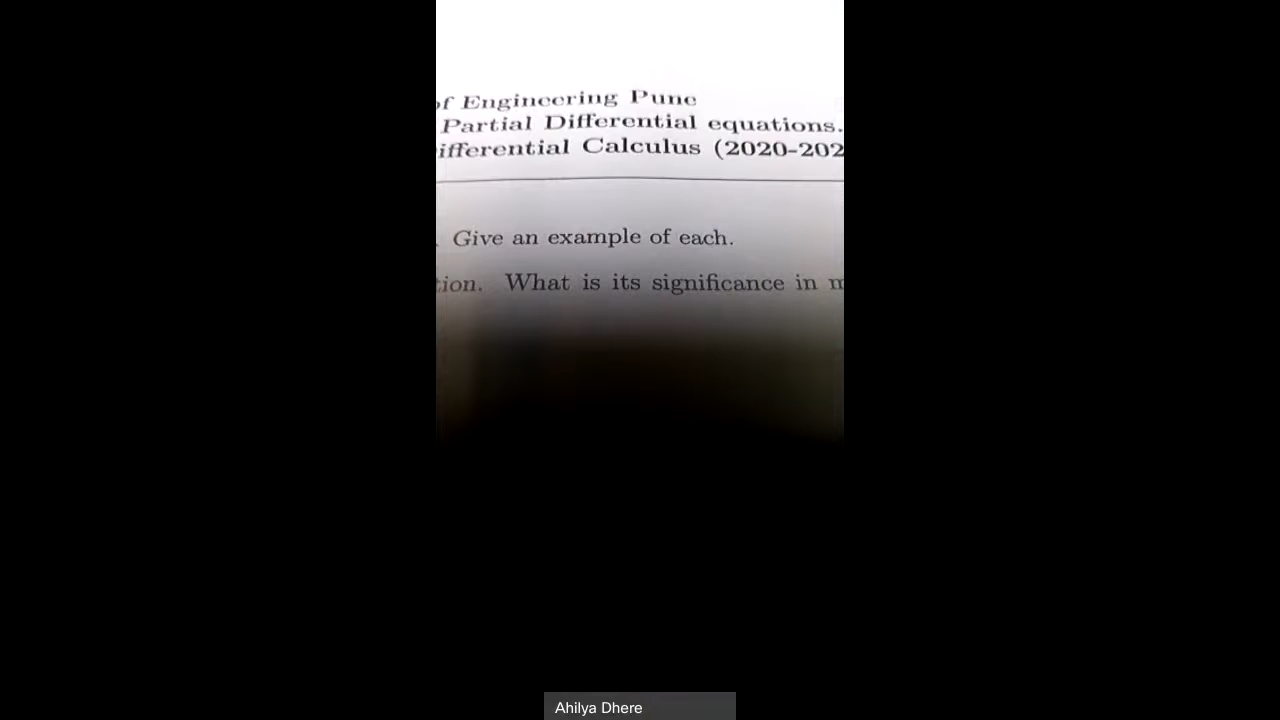 of Engineering Pune
Partial Differential equations.
ifferential Calculus (2020-202
. Give an example of each.
tion. What is its significance in m
Ahilya Dhere